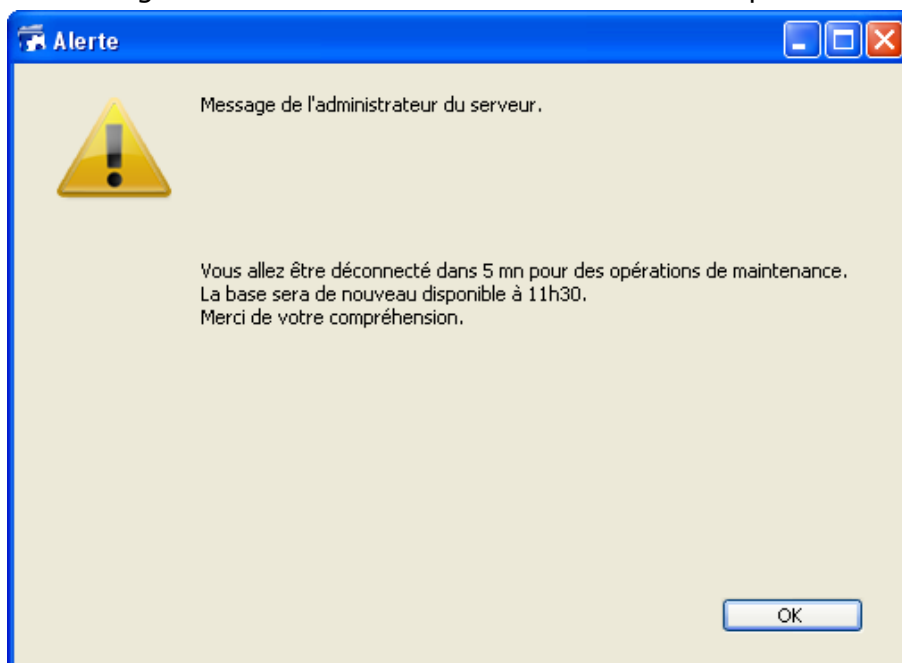 Alerte
Message de l'administrateur du serveur.
Vous allez être déconnecté dans 5 mn pour des opérations de maintenance.
La base sera de nouveau disponible à 11h30.
Merci de votre compréhension.
OK